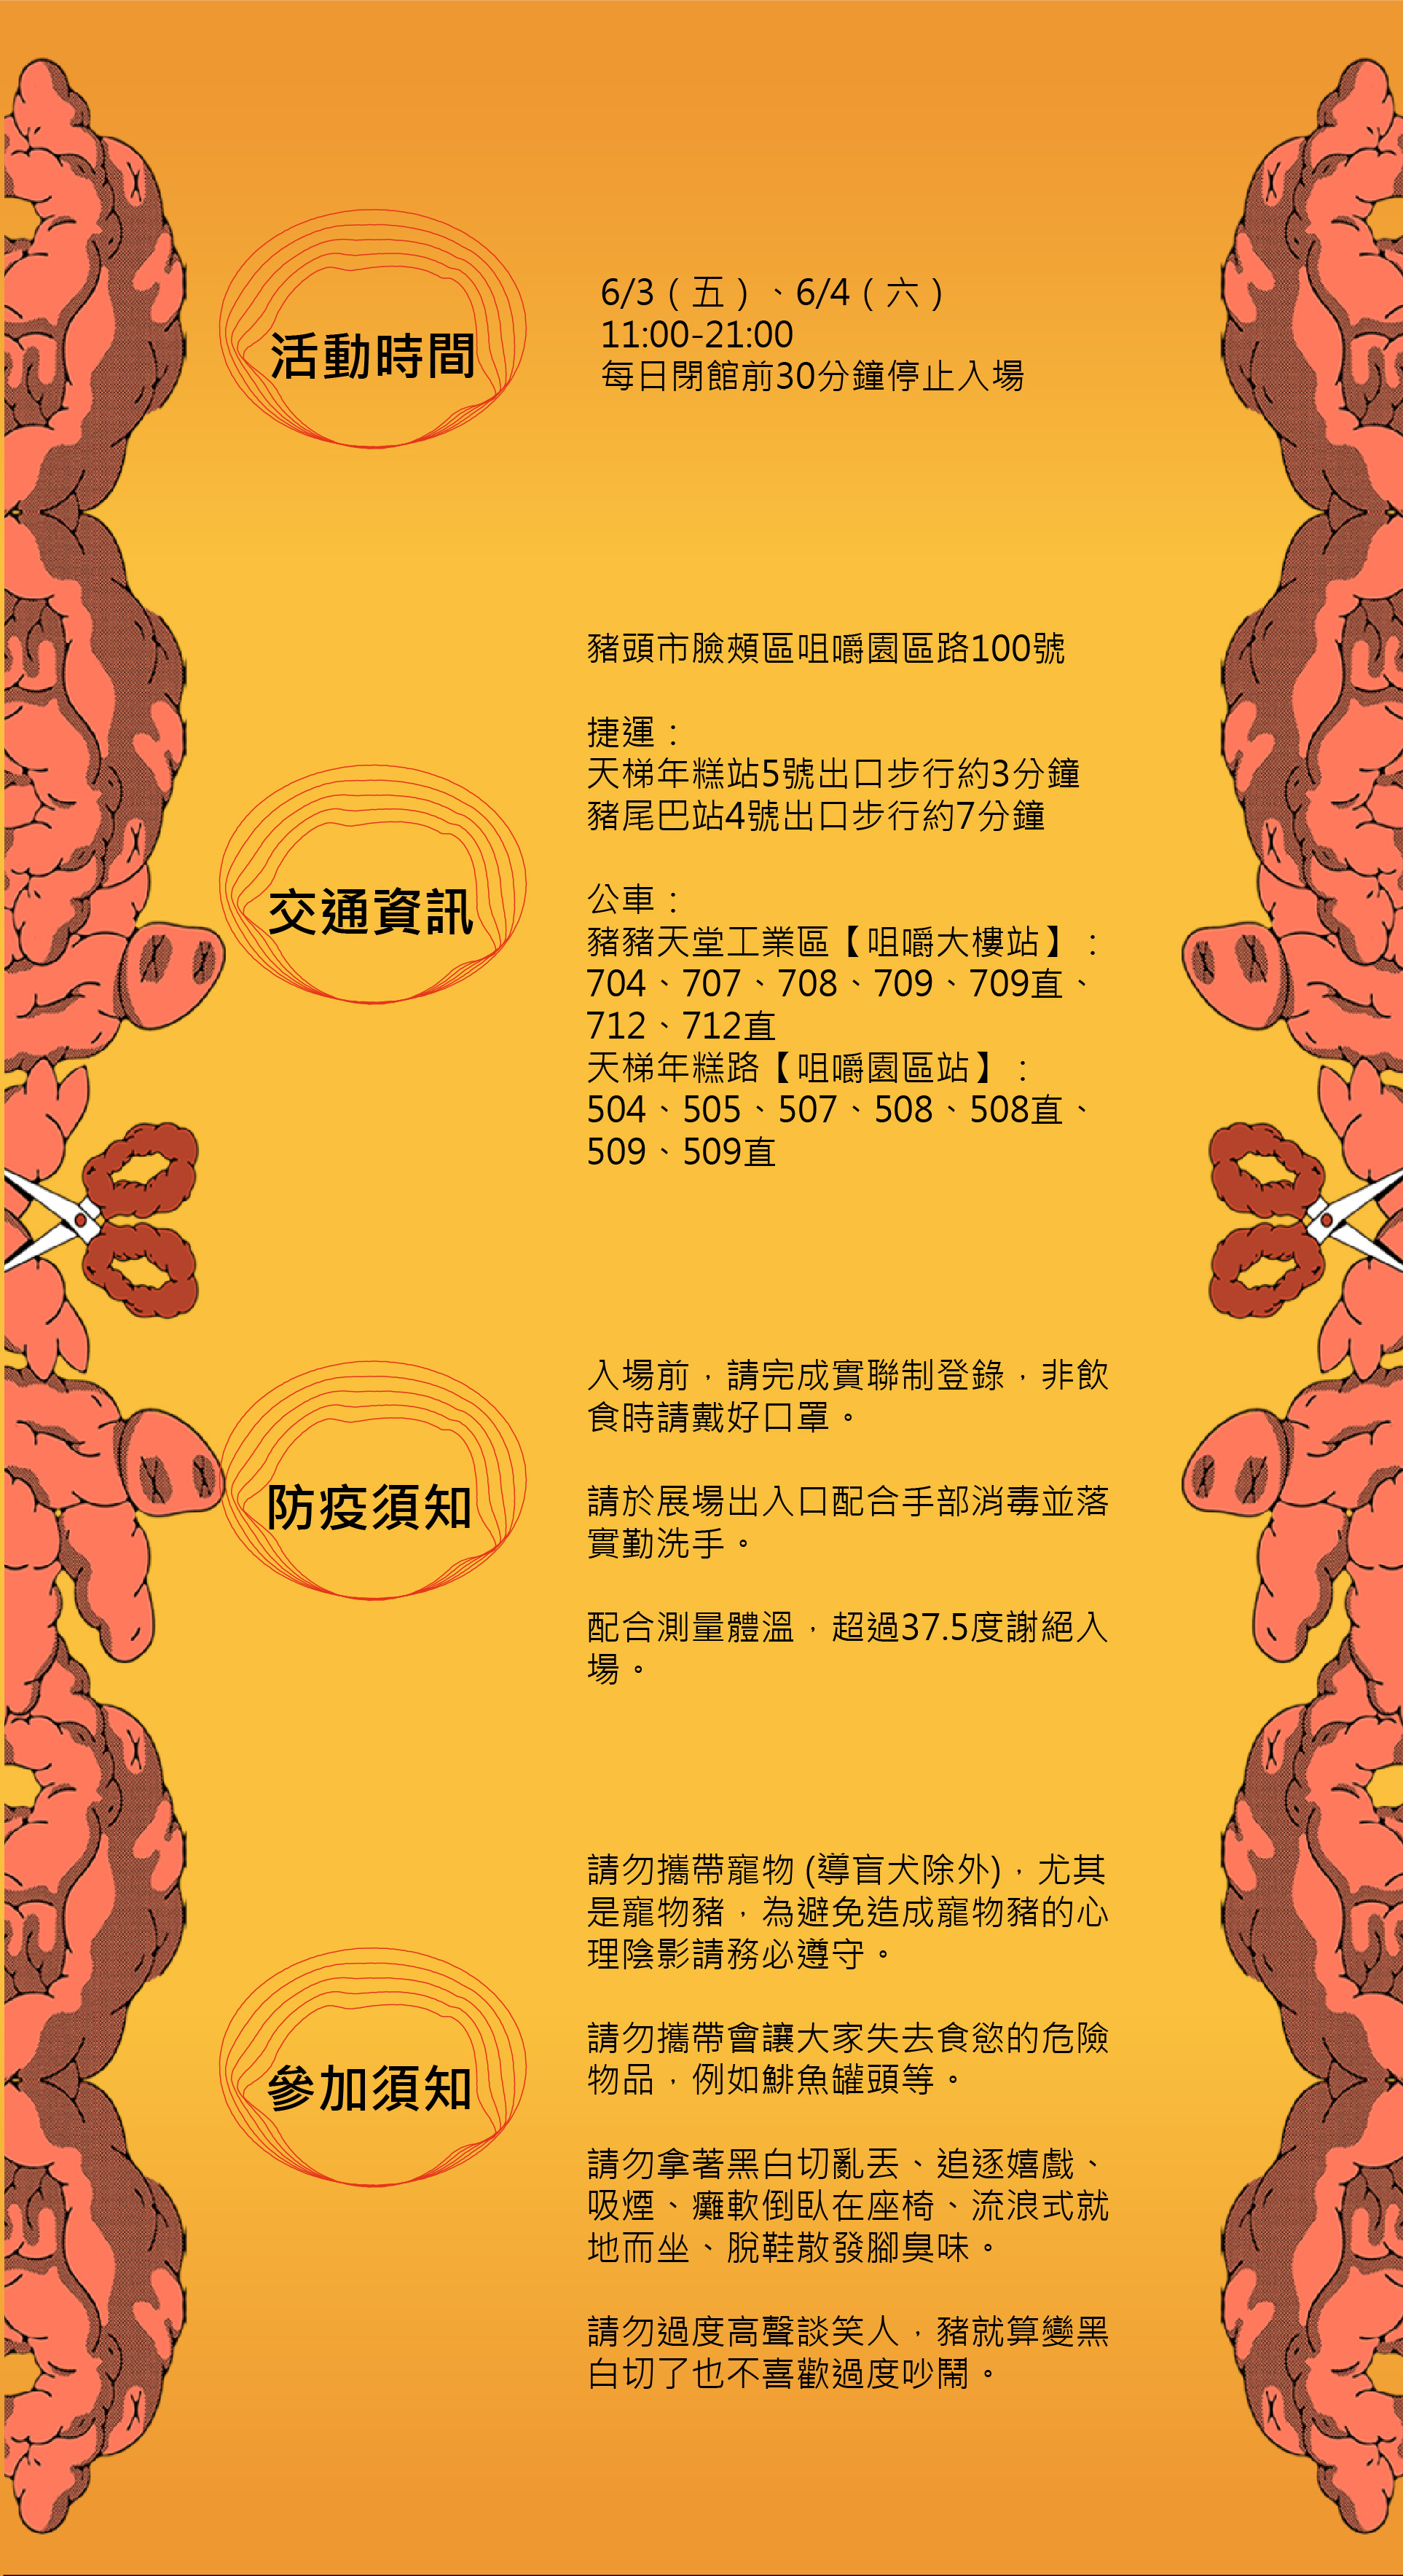 活動時間
6/3（五）、6/4（六）
11:00-21:00
每日閉館前30分鐘停止入場
交通資訊
豬頭市臉頰區咀嚼園區路100號
捷運：
天梯年糕站5號出口步行約3分鐘
豬尾巴站4號出口步行約7分鐘
公車：
豬豬天堂工業區【咀嚼大樓站】：
704、707、708、709、709直、
712、712直
天梯年糕路【咀嚼園區站】：
504、505、507、508、508直、
509、509直
防疫須知
入場前，請完成實聯制登錄，非飲
食時請戴好口罩。
請於展場出入口配合手部消毒並落
實勤洗手。
配合測量體溫，超過37.5度謝絕入
場。
參加須知
請勿攜帶寵物 (導盲犬除外)，尤其
是寵物豬，為避免造成寵物豬的心
理陰影請務必遵守。
請勿攜帶會讓大家失去食慾的危險
物品，例如鯡魚罐頭等。
請勿拿著黑白切亂丟、追逐嬉戲、
吸煙、癱軟倒臥在座椅、流浪式就
地而坐、脫鞋散發腳臭味。
請勿過度高聲談笑人，豬就算變黑
白切了也不喜歡過度吵鬧。